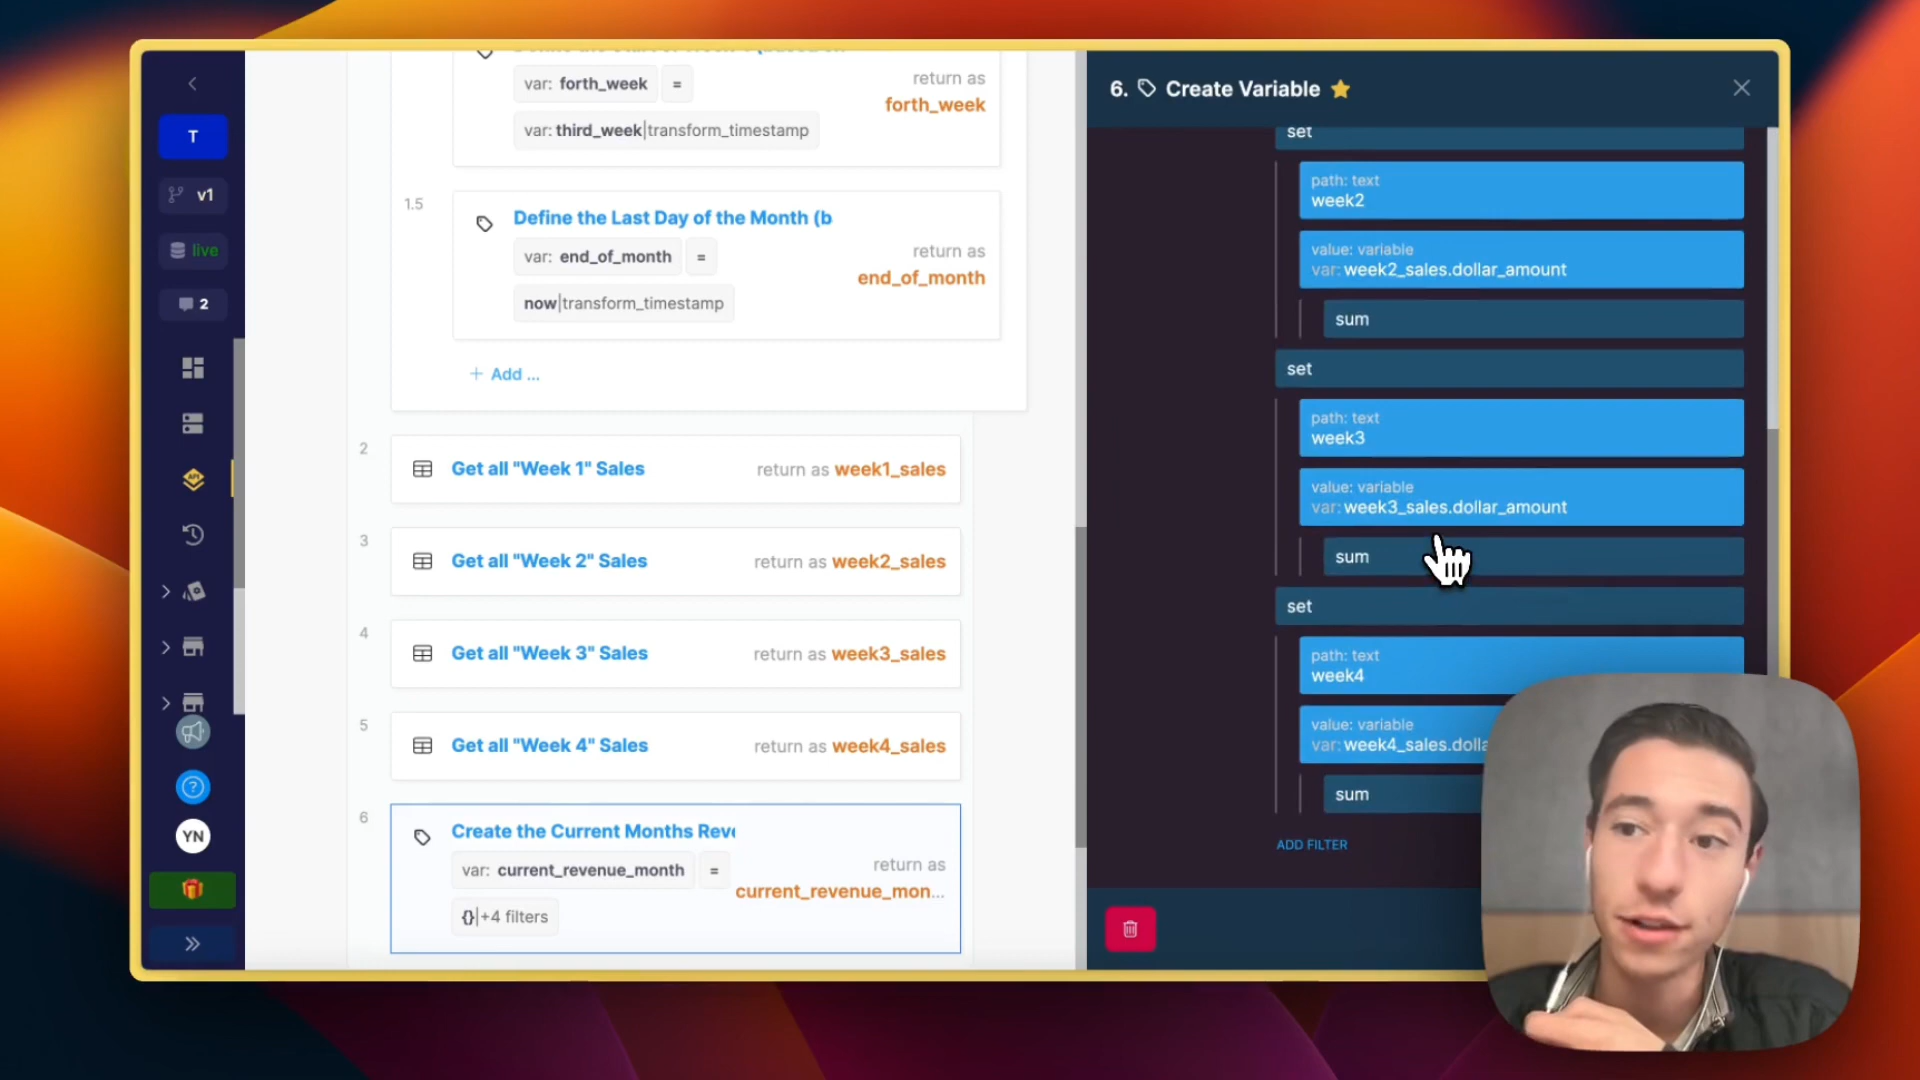 T
v1
live
2
?
YN
var: forth_week =
var: third_week|transform_timestamp
return as
forth_week
1.5
Define the Last Day of the Month (b
var: end_of_month =
now|transform_timestamp
return as
end_of_month
+ Add ...
2
Get all "Week 1" Sales
return as week1_sales
3
Get all "Week 2" Sales
return as week2_sales
4
Get all "Week 3" Sales
return as week3_sales
5
Get all "Week 4" Sales
return as week4_sales
6
Create the Current Months Reve
var: current_revenue_month =
{}|+4 filters
return as
current_revenue_mon...
6. Create Variable
set
path: text
week2
value: variable
var: week2_sales.dollar_amount
sum
set
path: text
week3
value: variable
var: week3_sales.dollar_amount
sum
set
path: text
week4
value: variable
var: week4_sales.dolla
sum
ADD FILTER